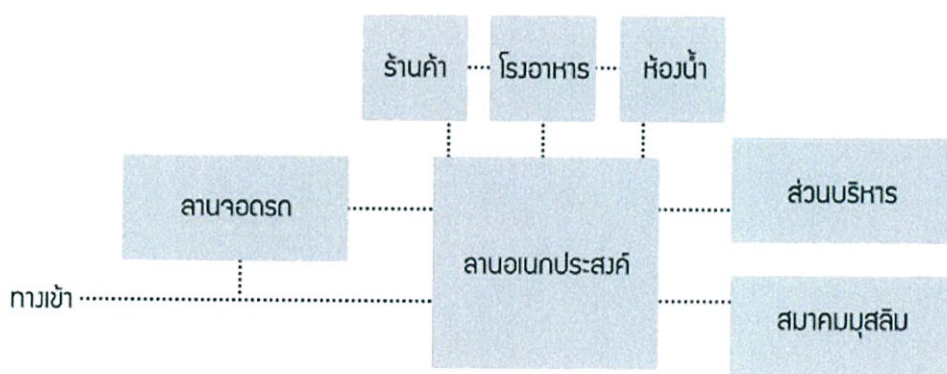 ร้านค้า
โรงอาหาร
ห้องน้ำ
ลานจอดรถ
ส่วนบริหาร
ลานอเนกประสงค์
ทางเข้า
สมาคมมุสลิม